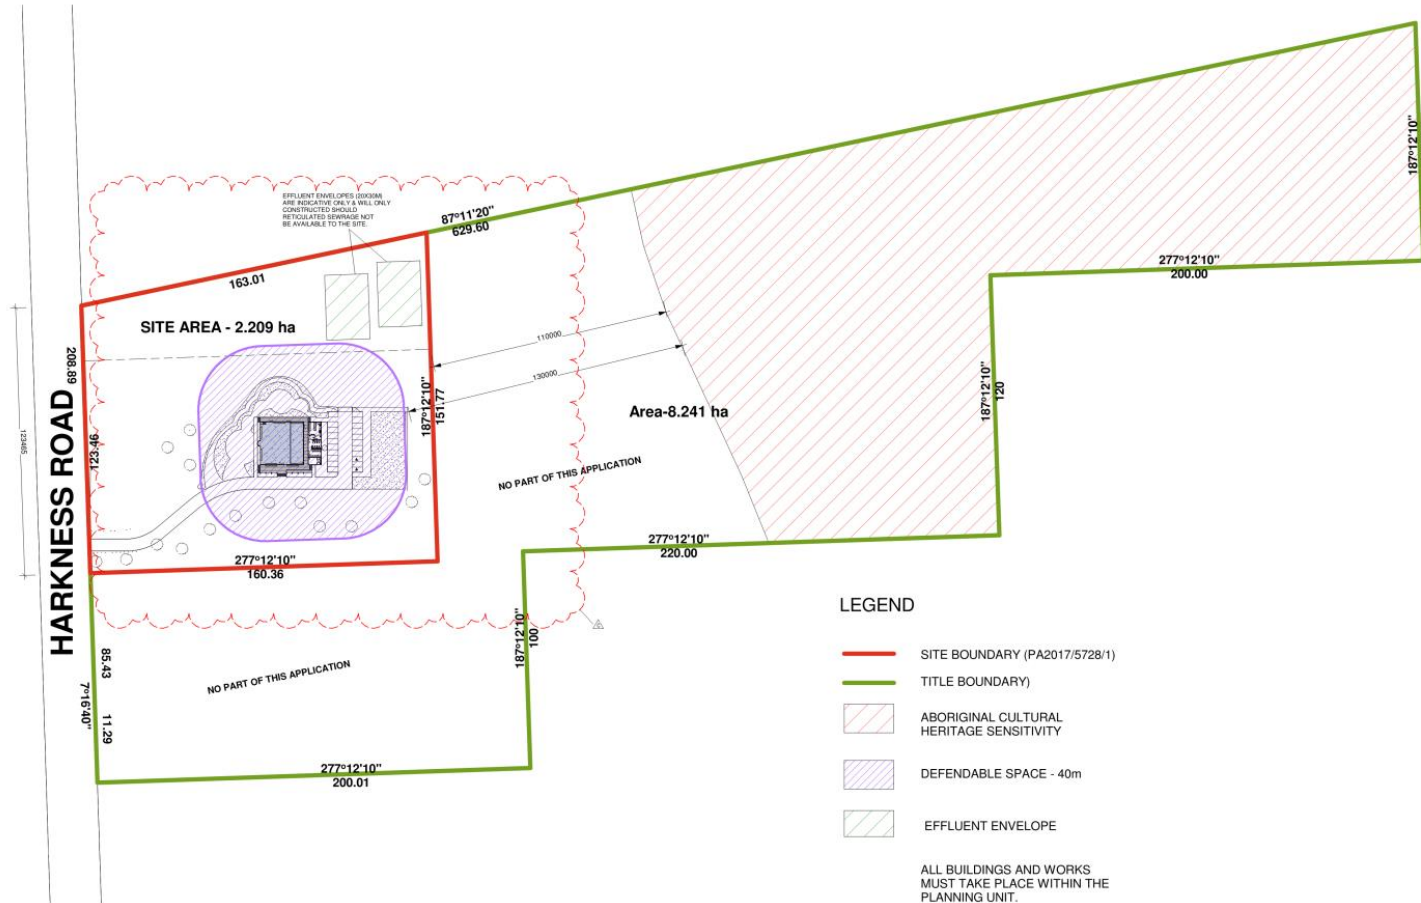 EFFLUENT ENVELOPES (20X30M)
ARE INDICATIVE ONLY & WILL ONLY
CONSTRUCTED SHOULD
RETICULATED SEWRAGE NOT
BE AVAILABLE TO THE SITE.
87°11'20"
629.60
187°12'10"
163.01
277°12'10"
200.00
SITE AREA - 2.209 ha
110000
130000
208.89
HARKNESS ROAD
123465
123.46
187°12'10"
151.77
Area-8.241 ha
187°12'10"
120
NO PART OF THIS APPLICATION
277°12'10"
160.36
277°12'10"
220.00
187°12'10"
100
85.43
7°16'40"
11.29
NO PART OF THIS APPLICATION
277°12'10"
200.01
LEGEND
SITE BOUNDARY (PA2017/5728/1)
TITLE BOUNDARY)
ABORIGINAL CULTURAL
HERITAGE SENSITIVITY
DEFENDABLE SPACE - 40m
EFFLUENT ENVELOPE
ALL BUILDINGS AND WORKS
MUST TAKE PLACE WITHIN THE
PLANNING UNIT.